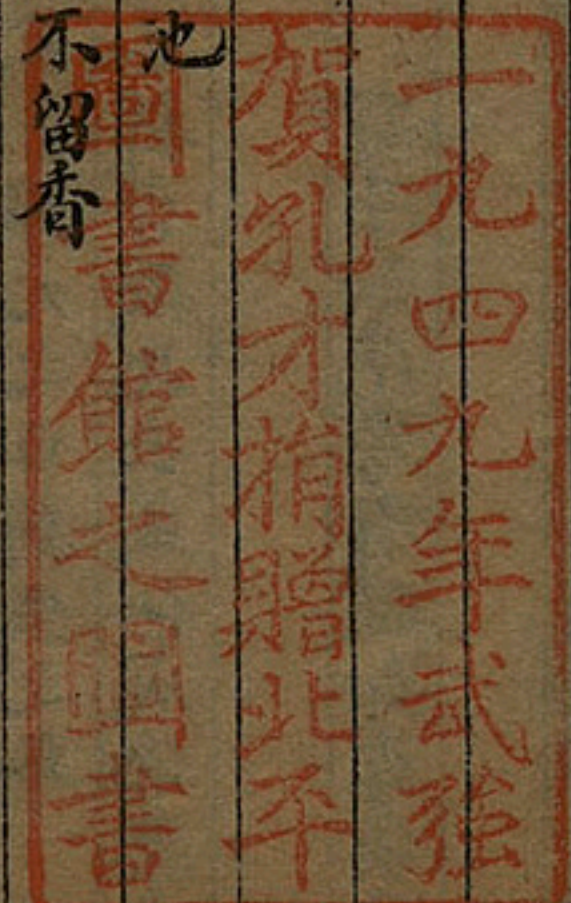 一九四九年武強
賀孔才捐贈北平
圖書館之圖書
池
不留香